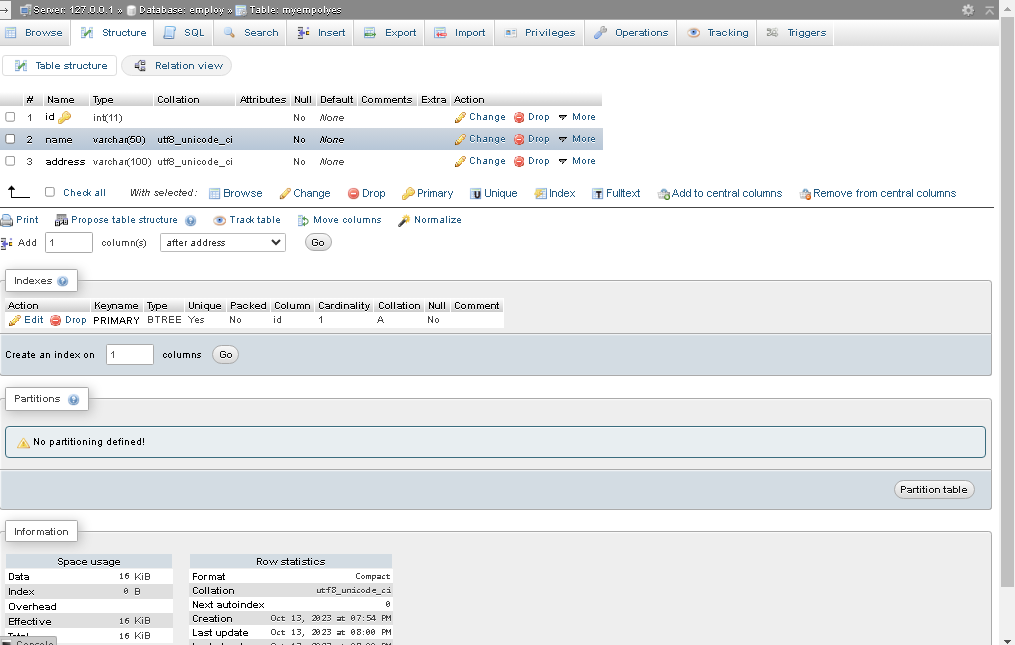 Server: 127.0.0.1 » Database: employ » Table: myempolyes
Browse Structure SQL Search Insert Export Import Privileges Operations Tracking Triggers
Table structure Relation view
# Name Type Collation Attributes Null Default Comments Extra Action
1 id int(11) No None Change Drop More
2 name varchar(50) utf8_unicode_ci No None Change Drop More
3 address varchar(100) utf8_unicode_ci No None Change Drop More
Check all With selected: Browse Change Drop Primary Unique Index Fulltext Add to central columns Remove from central columns
Print Propose table structure Track table Move columns Normalize
Add 1 column(s) after address Go
Indexes
Action Keyname Type Unique Packed Column Cardinality Collation Null Comment
Edit Drop PRIMARY BTREE Yes No id 1 A No
Create an index on 1 columns Go
Partitions
No partitioning defined!
Partition table
Information
Space usage
Data 16 KiB
Index 0 B
Overhead
Effective 16 KiB
Total 16 KiB
Row statistics
Format Compact
Collation utf8_unicode_ci
Next autoindex 0
Creation Oct 13, 2023 at 07:54 PM
Last update Oct 13, 2023 at 08:00 PM
Console